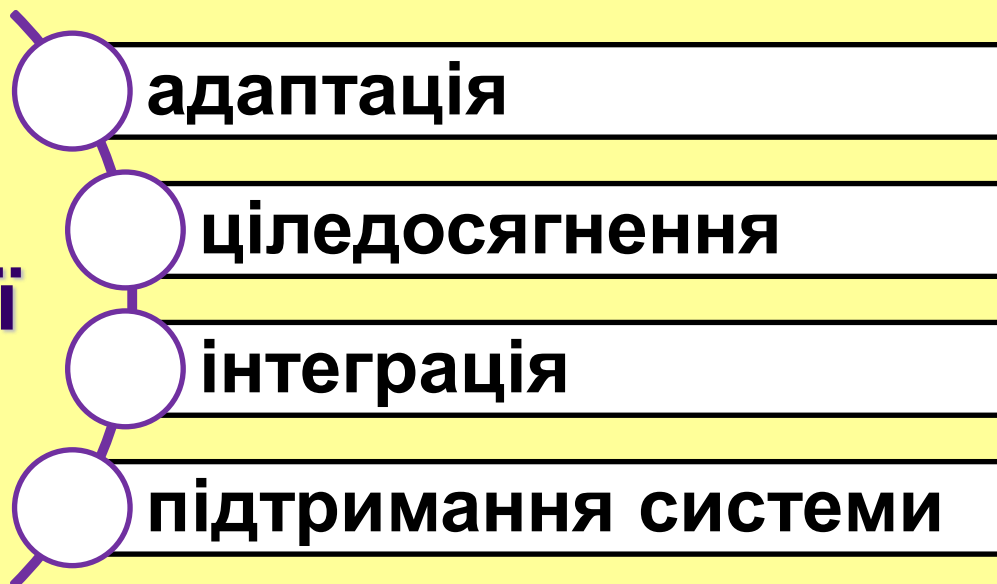 адаптація
ціледосягнення
ї
інтеграція
підтримання системи